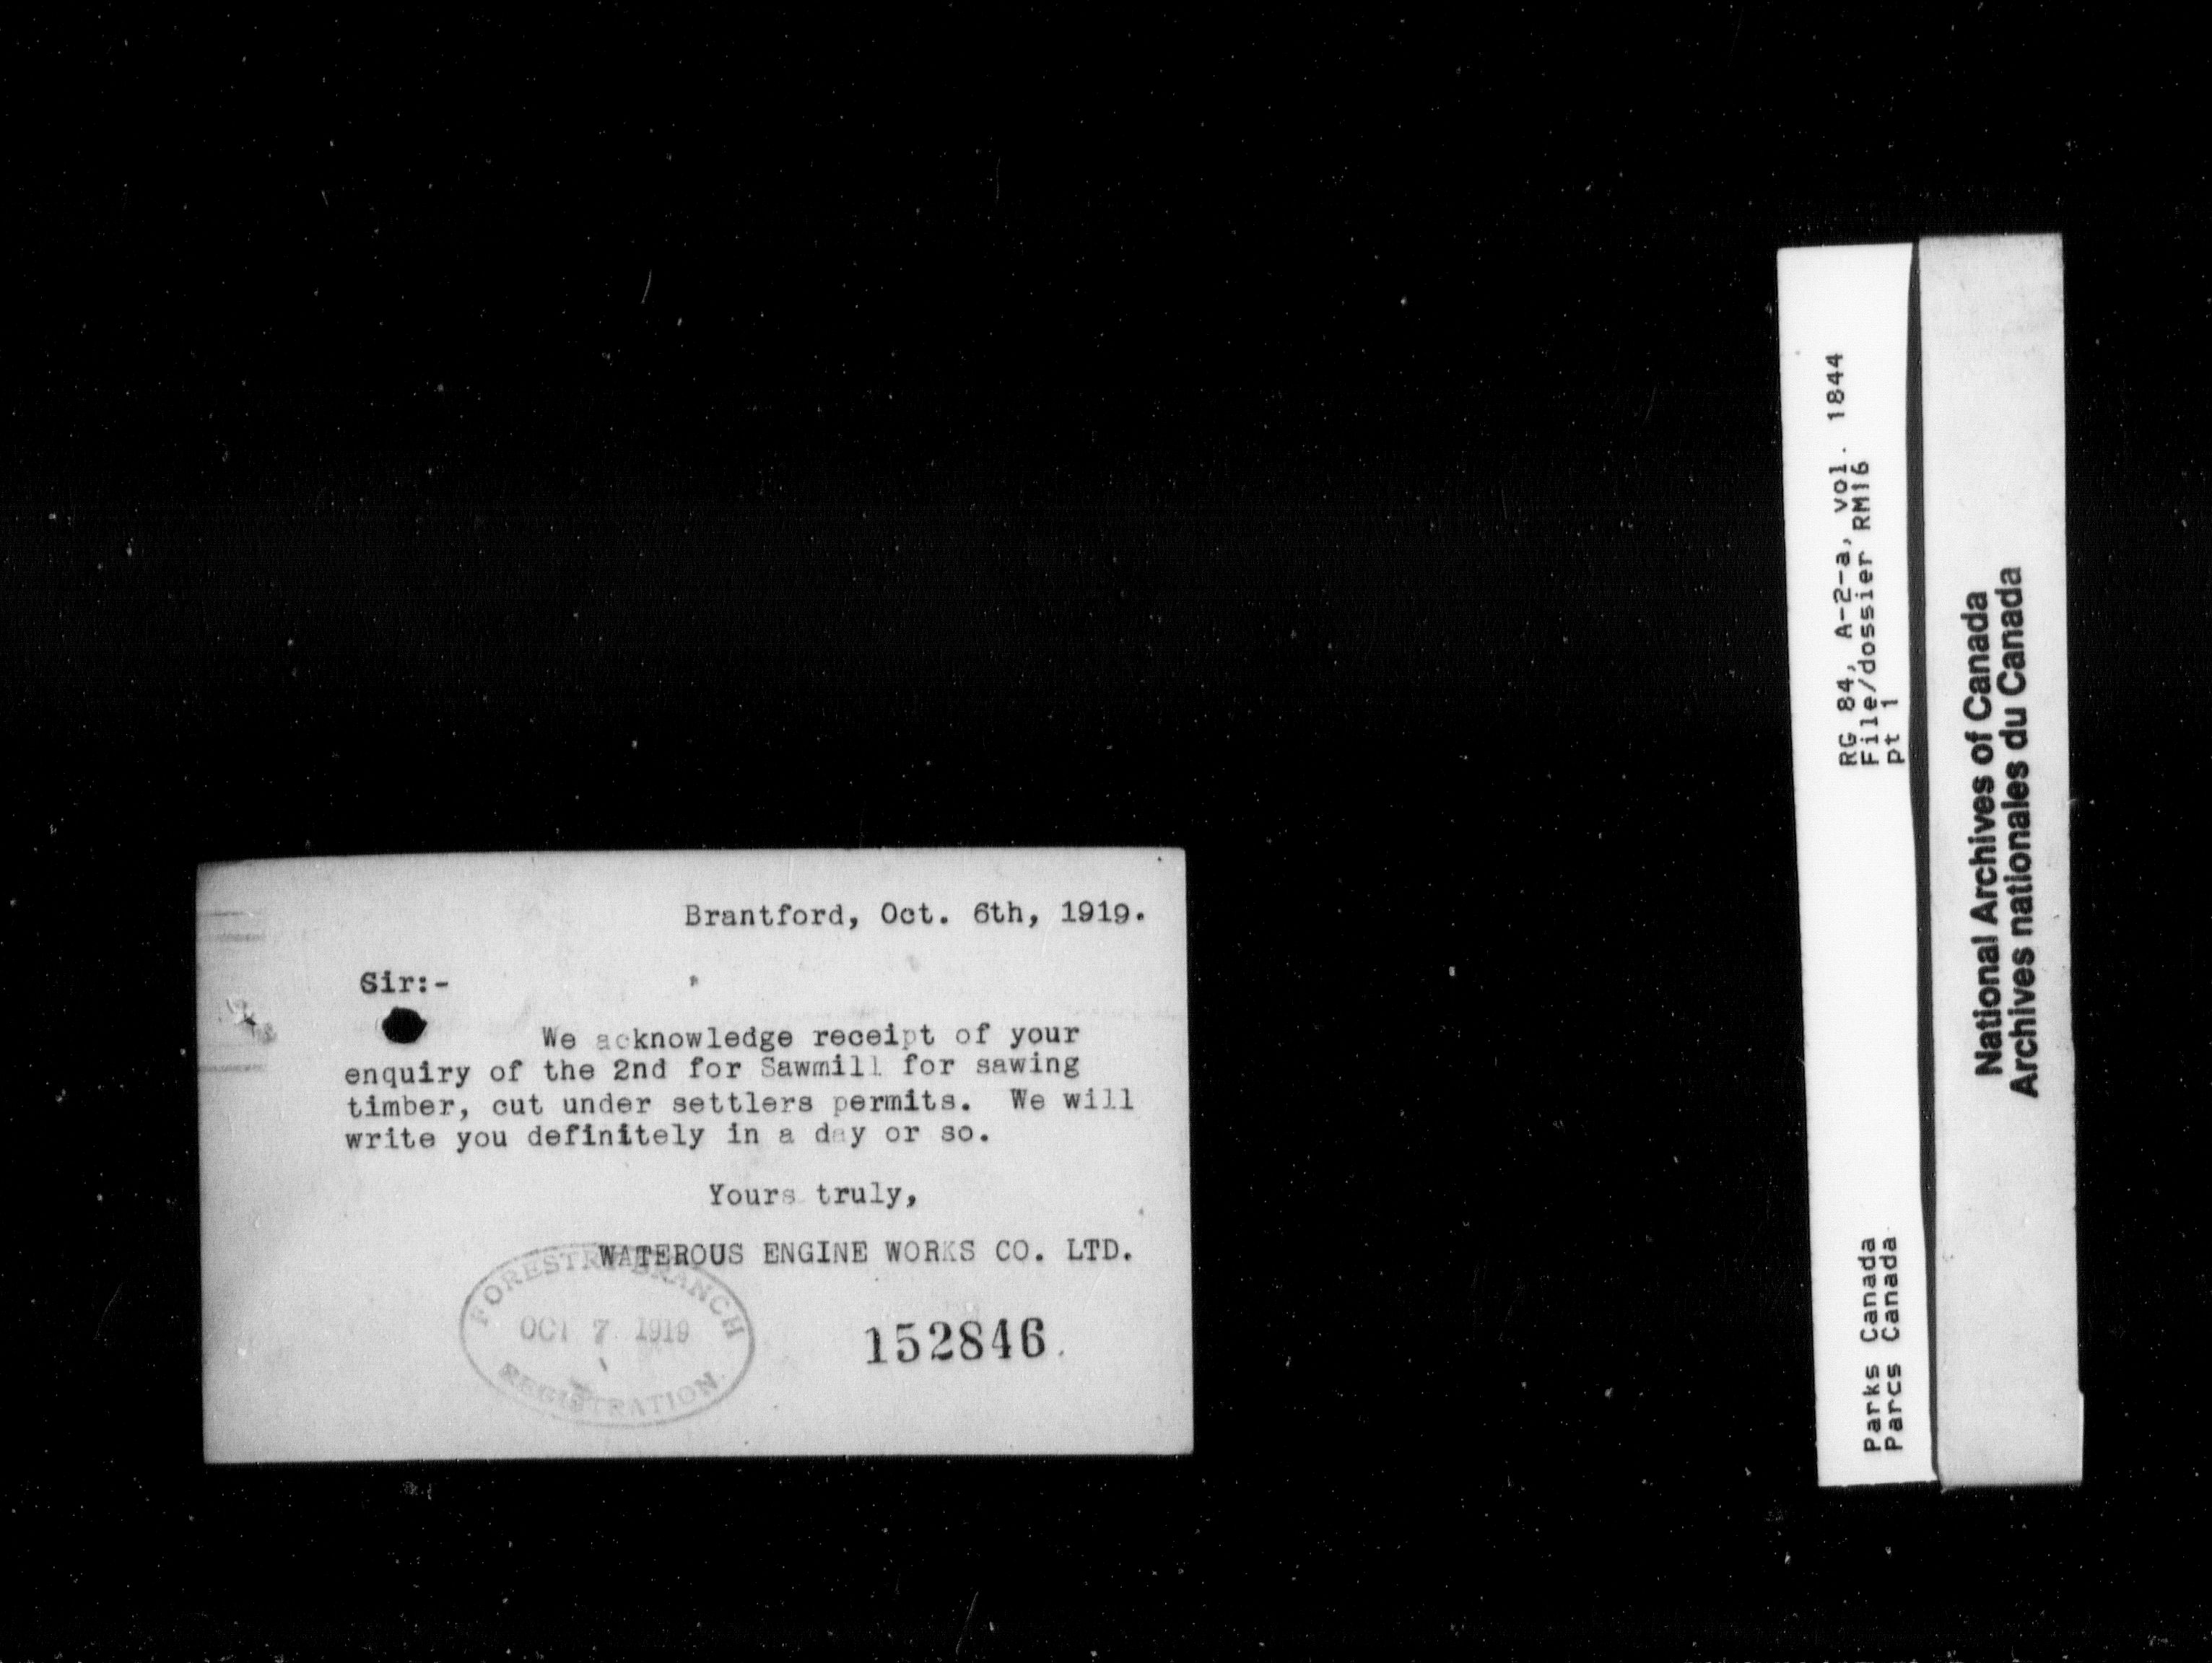 Brantford, Oct. 6th, 1919.
Sir:-
We acknowledge receipt of your
enquiry of the 2nd for Sawmill for sawing
timber, cut under settlers permits. We will
write you definitely in a day or so.
Yours truly,
WATEROUS ENGINE WORKS CO. LTD.
FORESTRY BRANCH
OCT 7 1919
REGISTRATION
152846
RG 84, A-2-a, vol. 1844
File/dossier RM16
pt 1
Parks Canada
Parcs Canada
National Archives of Canada
Archives nationales du Canada